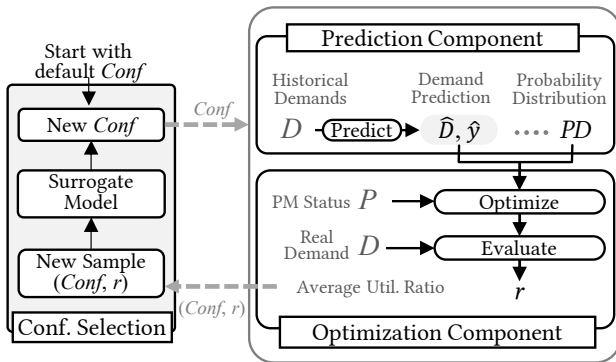 Start with
default Conf
New Conf
Surrogate
Model
New Sample
(Conf, r)
Conf. Selection
Conf
(Conf, r)
Prediction Component
Historical
Demands
Demand
Prediction
Probability
Distribution
D
Predict
D̂, ŷ
PD
PM Status P
Optimize
Real
Demand D
Evaluate
Average Util. Ratio
r
Optimization Component